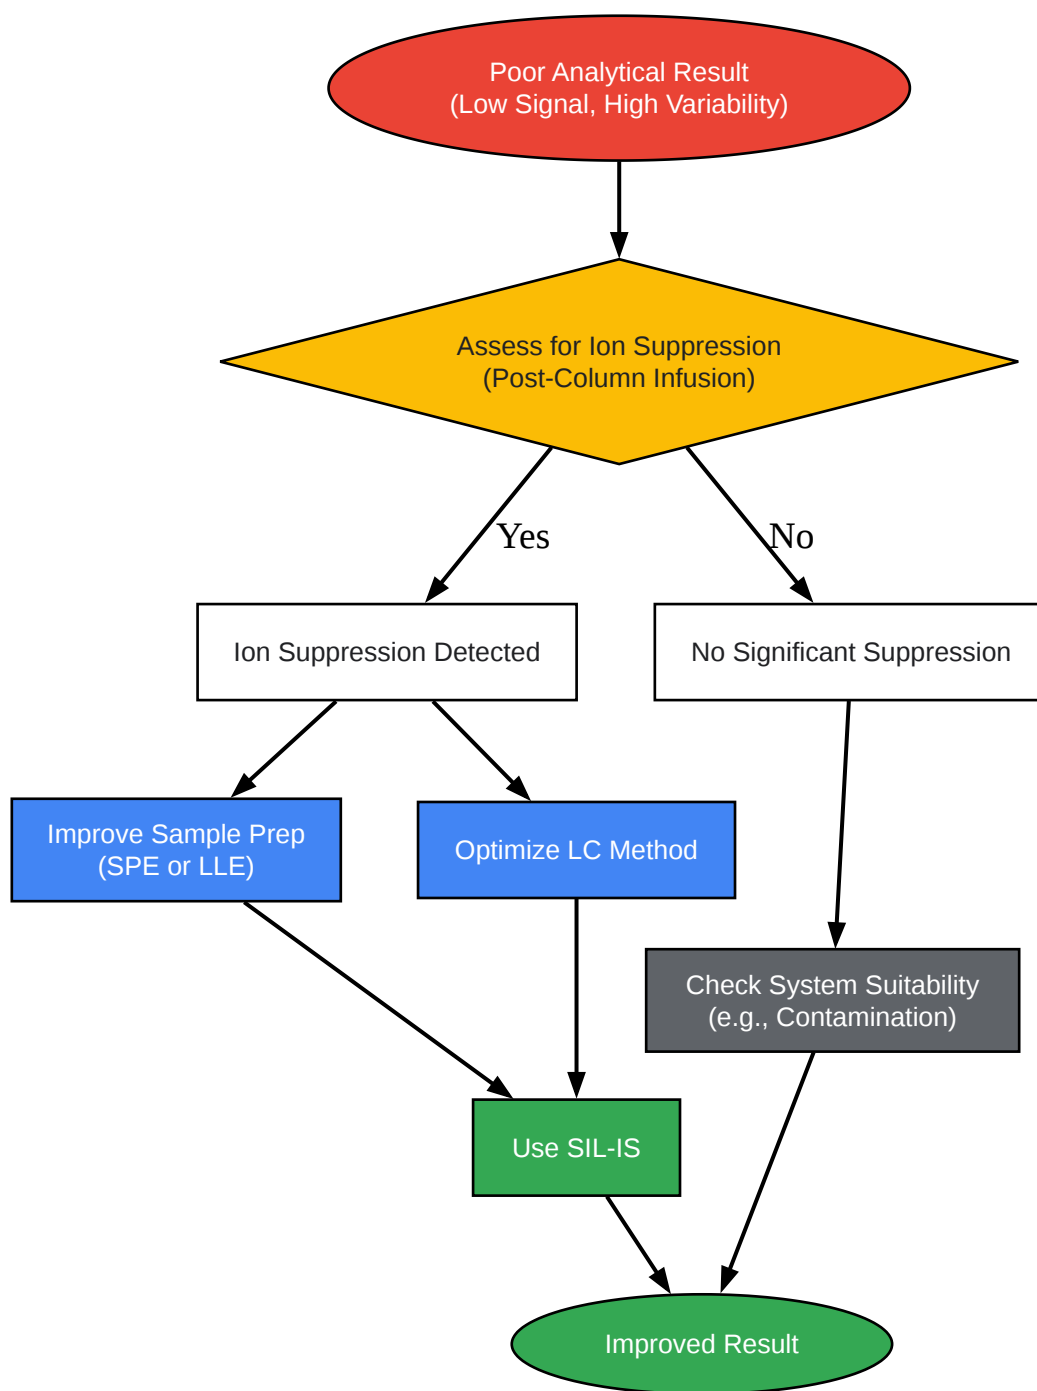 Poor Analytical Result
(Low Signal, High Variability)
Assess for Ion Suppression
(Post-Column Infusion)
Yes
No
Ion Suppression Detected
No Significant Suppression
Improve Sample Prep
(SPE or LLE)
Optimize LC Method
Check System Suitability
(e.g., Contamination)
Use SIL-IS
Improved Result